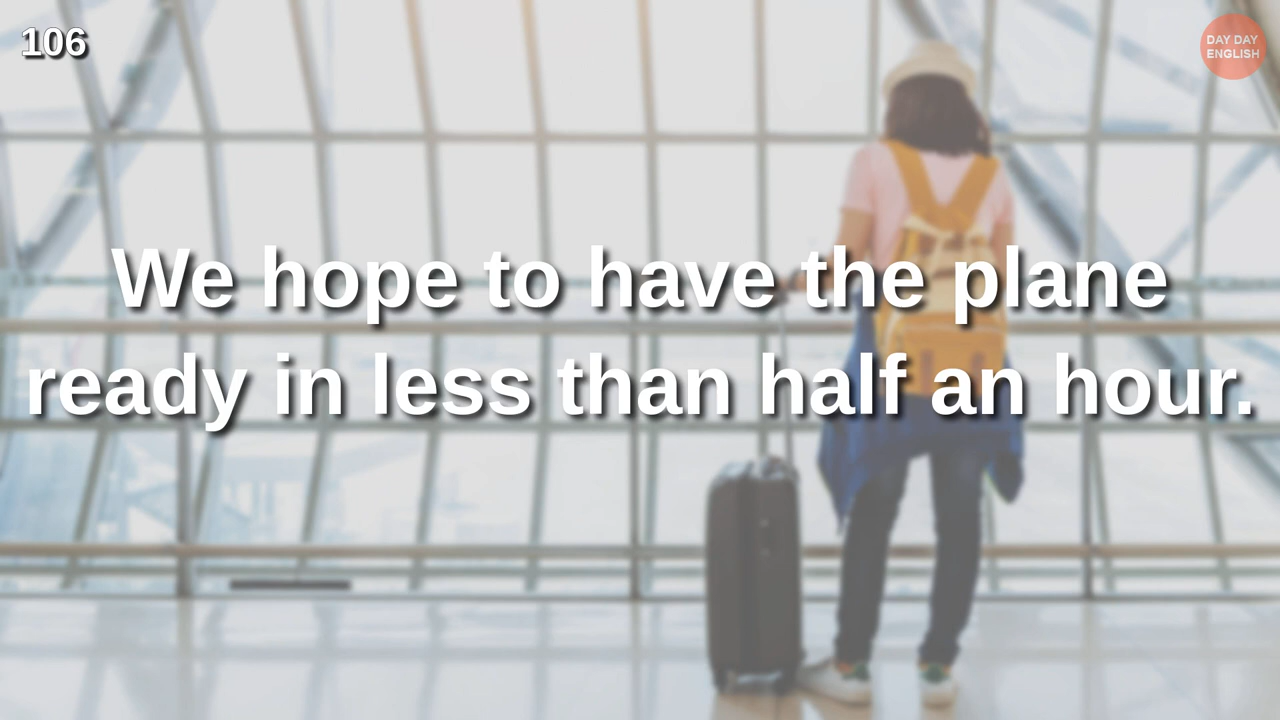 106
DAY DAY
ENGLISH
We hope to have the plane
ready in less than half an hour.